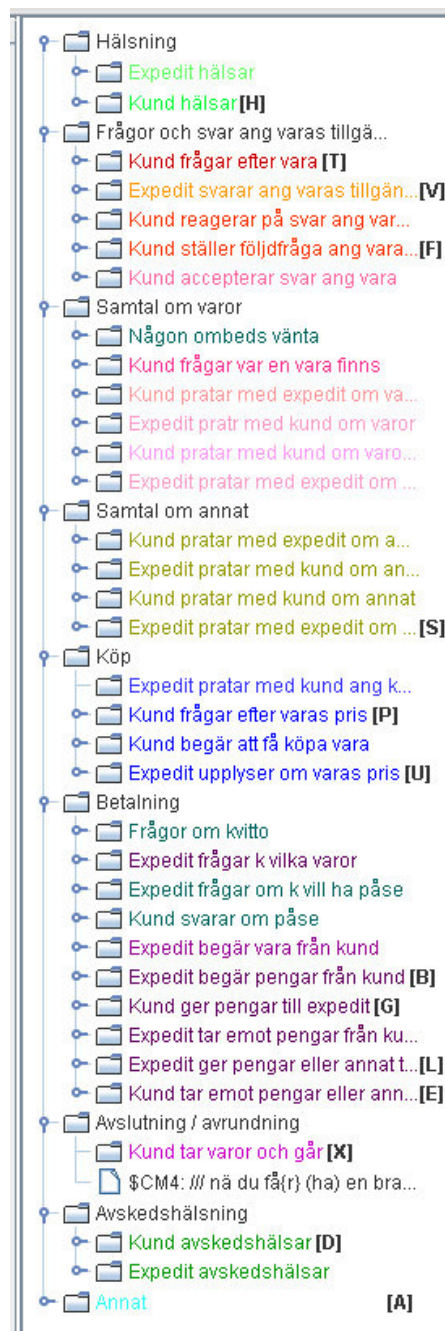 Hälsning
Expedit hälsar
Kund hälsar [H]
Frågor och svar ang varas tillgä...
Kund frågar efter vara [T]
Expedit svarar ang varas tillgän... [V]
Kund reagerar på svar ang var...
Kund ställer följdfråga ang vara... [F]
Kund accepterar svar ang vara
Samtal om varor
Någon ombeds vänta
Kund frågar var en vara finns
Kund pratar med expedit om va...
Expedit pratr med kund om varor
Kund pratar med kund om varo...
Expedit pratar med expedit om ...
Samtal om annat
Kund pratar med expedit om a...
Expedit pratar med kund om an...
Kund pratar med kund om annat
Expedit pratar med expedit om ... [S]
Köp
Expedit pratar med kund ang k...
Kund frågar efter varas pris [P]
Kund begär att få köpa vara
Expedit upplyser om varas pris [U]
Betalning
Frågor om kvitto
Expedit frågar k vilka varor
Expedit frågar om k vill ha påse
Kund svarar om påse
Expedit begär vara från kund
Expedit begär pengar från kund [B]
Kund ger pengar till expedit [G]
Expedit tar emot pengar från ku...
Expedit ger pengar eller annat t... [L]
Kund tar emot pengar eller ann... [E]
Avslutning / avrundning
Kund tar varor och går [X]
$CM4: /// nä du få{r} (ha) en bra...
Avskedshälsning
Kund avskedshälsar [D]
Expedit avskedshälsar
Annat [A]